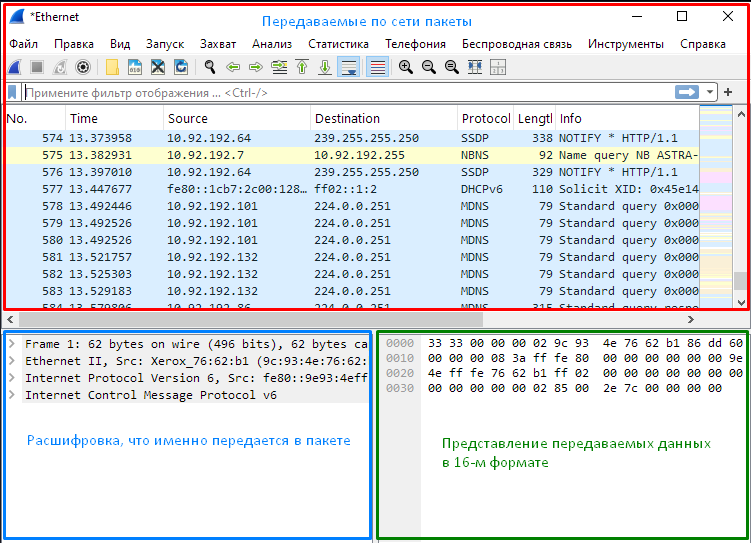 *Ethernet
Передаваемые по сети пакеты
Файл Правка Вид Запуск Захват Анализ Статистика Телефония Беспроводная связь Инструменты Справка
Примените фильтр отображения ... <Ctrl-/>
No. Time Source Destination Protocol Lengtl Info
574 13.373958 10.92.192.64 239.255.255.250 SSDP 338 NOTIFY * HTTP/1.1
575 13.382931 10.92.192.7 10.92.192.255 NBNS 92 Name query NB ASTRA-
576 13.397010 10.92.192.64 239.255.255.250 SSDP 329 NOTIFY * HTTP/1.1
577 13.447677 fe80::1cb7:2c00:128… ff02::1:2 DHCPv6 110 Solicit XID: 0x45e14
578 13.492446 10.92.192.101 224.0.0.251 MDNS 79 Standard query 0x000
579 13.492526 10.92.192.101 224.0.0.251 MDNS 79 Standard query 0x000
580 13.492526 10.92.192.101 224.0.0.251 MDNS 79 Standard query 0x000
581 13.521757 10.92.192.132 224.0.0.251 MDNS 79 Standard query 0x000
582 13.525303 10.92.192.132 224.0.0.251 MDNS 79 Standard query 0x000
583 13.529183 10.92.192.132 224.0.0.251 MDNS 79 Standard query 0x000
584 13.579806 10.92.192.86 224.0.0.251 MDNS 315 Standard query respo
Frame 1: 62 bytes on wire (496 bits), 62 bytes ca
Ethernet II, Src: Xerox_76:62:b1 (9c:93:4e:76:62:
Internet Protocol Version 6, Src: fe80::9e93:4eff
Internet Control Message Protocol v6
Расшифровка, что именно передается в пакете
0000 33 33 00 00 00 02 9c 93 4e 76 62 b1 86 dd 60
0010 00 00 00 08 3a ff fe 80 00 00 00 00 00 00 9e
0020 4e ff fe 76 62 b1 ff 02 00 00 00 00 00 00 00
0030 00 00 00 00 00 02 85 00 2e 7c 00 00 00 00
Представление передаваемых данных
в 16-м формате